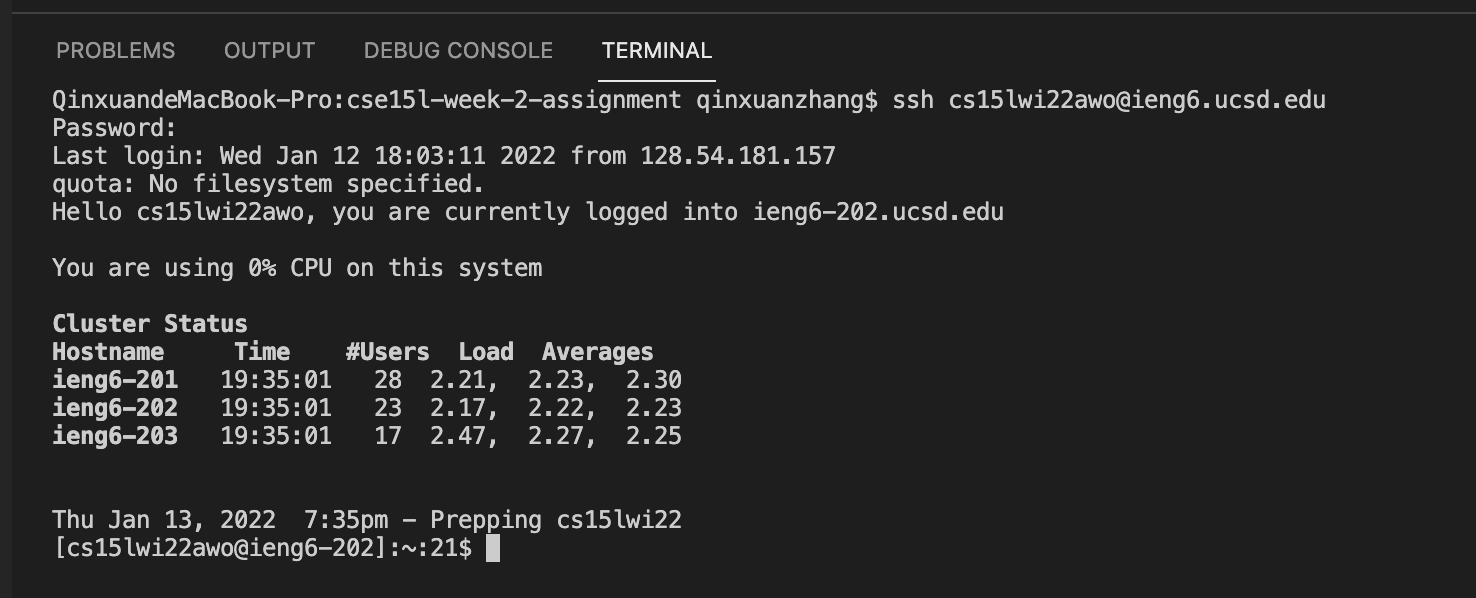 PROBLEMS OUTPUT DEBUG CONSOLE TERMINAL
QinxuandeMacBook-Pro:cse15l-week-2-assignment qinxuanzhang$ ssh cs15lwi22awo@ieng6.ucsd.edu
Password:
Last login: Wed Jan 12 18:03:11 2022 from 128.54.181.157
quota: No filesystem specified.
Hello cs15lwi22awo, you are currently logged into ieng6-202.ucsd.edu
You are using 0% CPU on this system
Cluster Status
Hostname     Time    #Users  Load  Averages
ieng6-201   19:35:01   28  2.21,  2.23,  2.30
ieng6-202   19:35:01   23  2.17,  2.22,  2.23
ieng6-203   19:35:01   17  2.47,  2.27,  2.25
Thu Jan 13, 2022  7:35pm - Prepping cs15lwi22
[cs15lwi22awo@ieng6-202]:~:21$